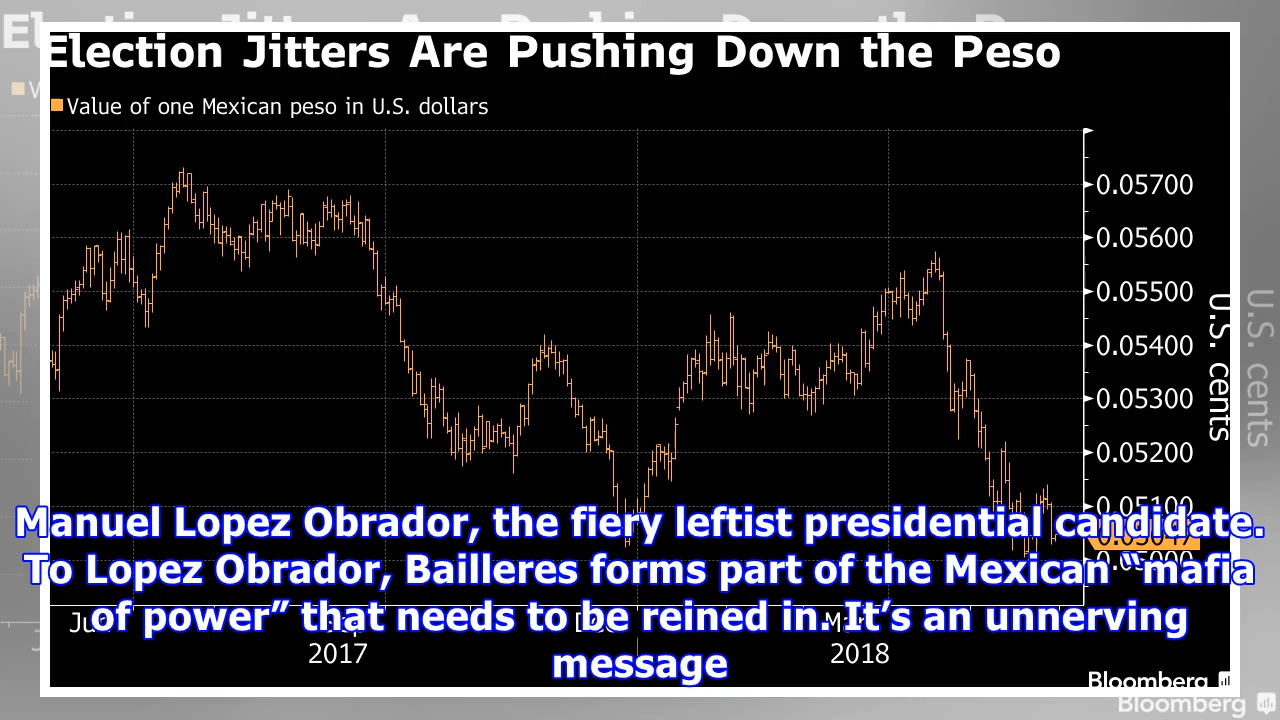 Election Jitters Are Pushing Down the Peso
Value of one Mexican peso in U.S. dollars
0.05700
0.05600
0.05500
0.05400
0.05300
0.05200
0.05100
U.S. cents
U.S. cents
Manuel Lopez Obrador, the fiery leftist presidential candidate.
To Lopez Obrador, Bailleres forms part of the Mexican “mafia
of power” that needs to be reined in. It’s an unnerving
message
2017
2018
Bloomberg
Bloomberg